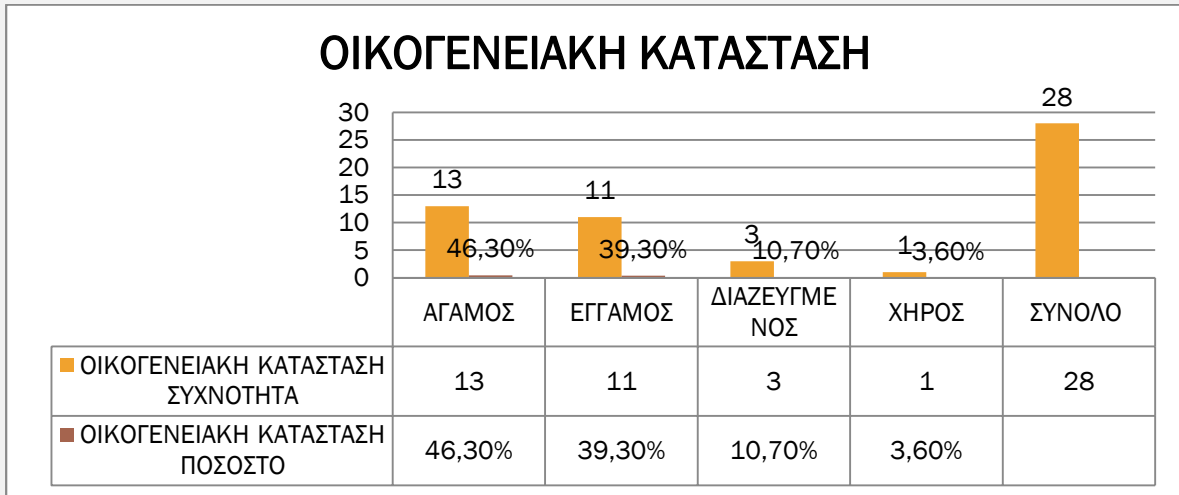 ΟΙΚΟΓΕΝΕΙΑΚΗ ΚΑΤΑΣΤΑΣΗ
28
30
25
20
15
10
5
0
13
11
3
1
46,30%
39,30%
10,70%
3,60%
ΑΓΑΜΟΣ
ΕΓΓΑΜΟΣ
ΔΙΑΖΕΥΓΜΕ
ΝΟΣ
ΧΗΡΟΣ
ΣΥΝΟΛΟ
ΟΙΚΟΓΕΝΕΙΑΚΗ ΚΑΤΑΣΤΑΣΗ
ΣΥΧΝΟΤΗΤΑ
13 11 3 1 28
ΟΙΚΟΓΕΝΕΙΑΚΗ ΚΑΤΑΣΤΑΣΗ
ΠΟΣΟΣΤΟ
46,30% 39,30% 10,70% 3,60%